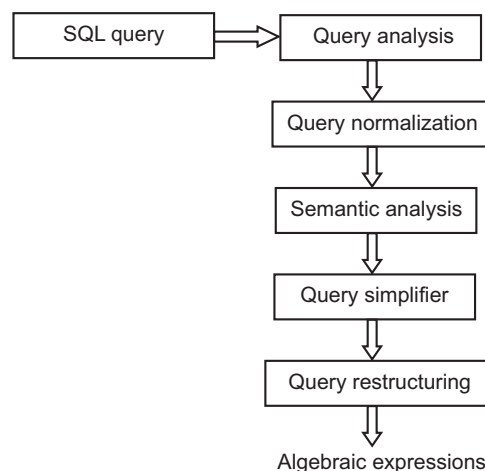 SQL query
Query analysis
Query normalization
Semantic analysis
Query simplifier
Query restructuring
Algebraic expressions